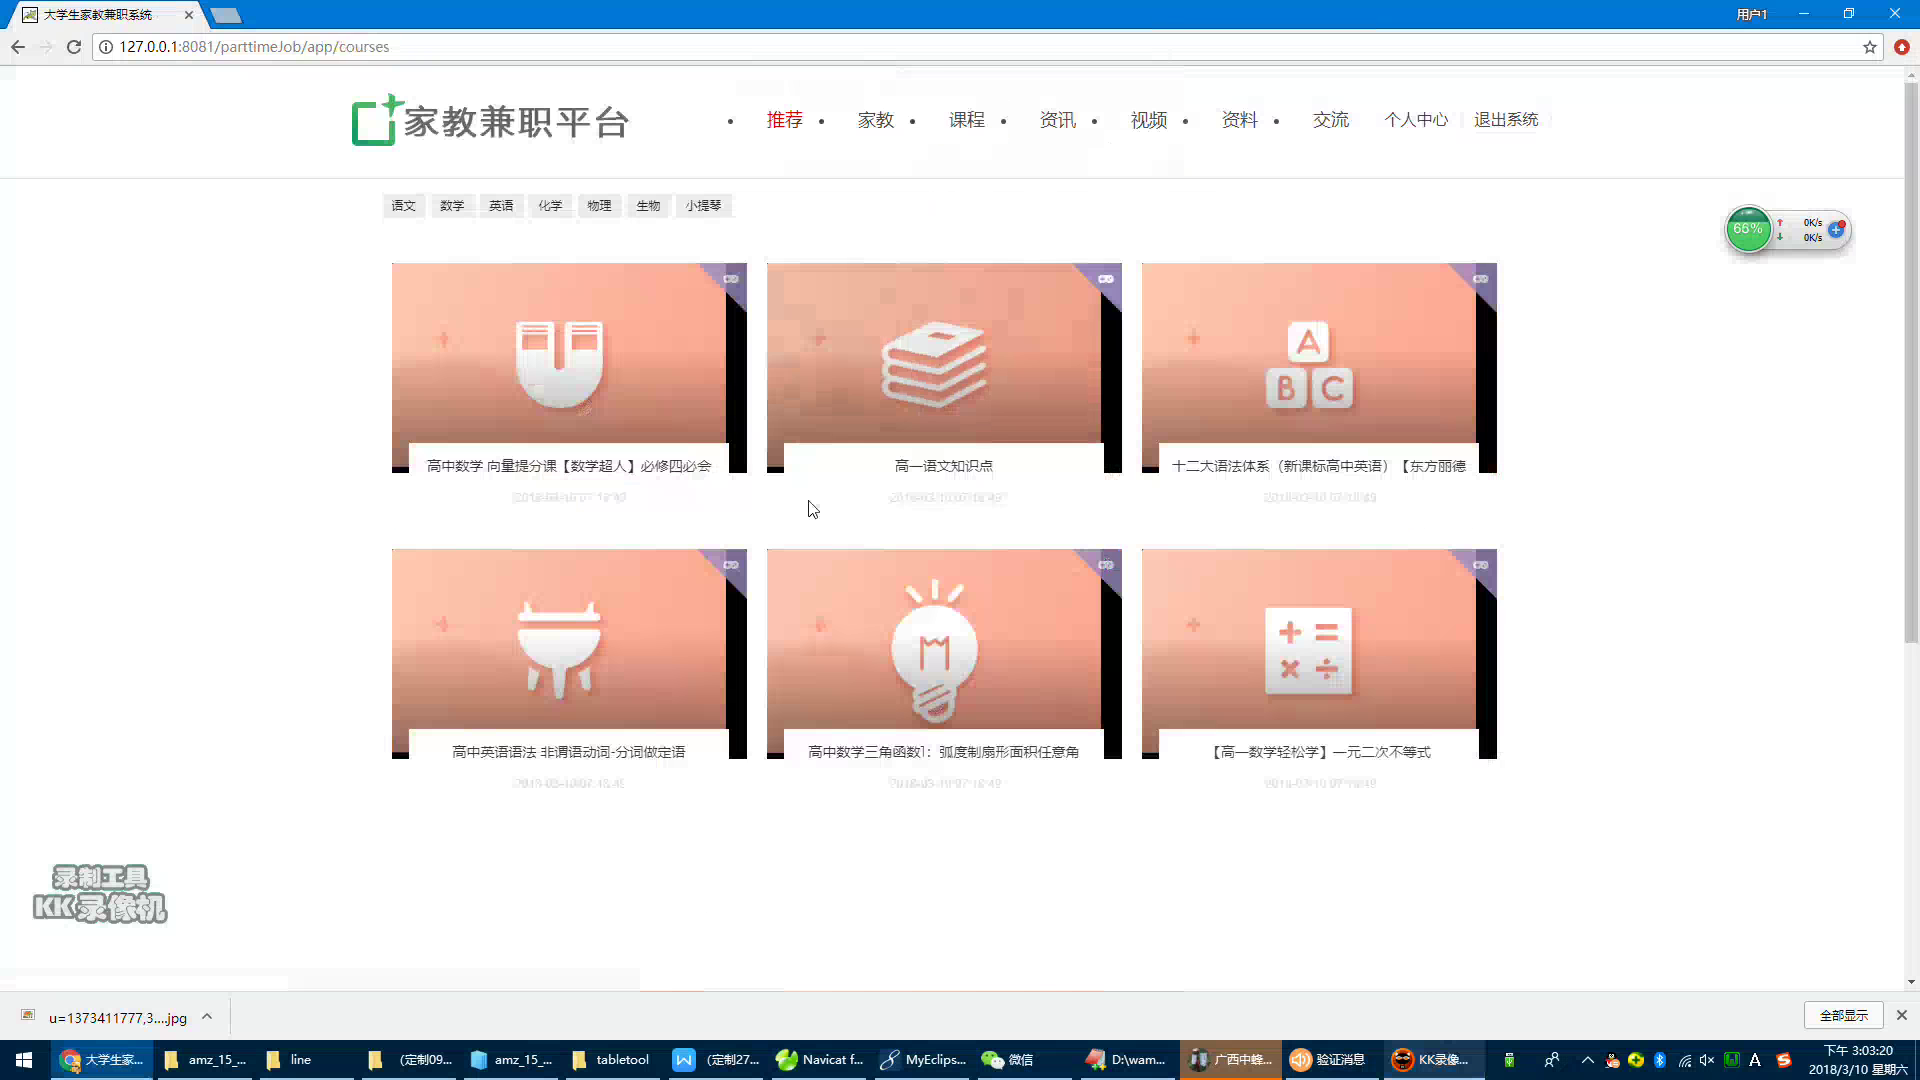 大学生家教兼职系统
用户1
127.0.0.1:8081/parttimeJob/app/courses
家教兼职平台
推荐 家教 课程 资讯 视频 资料 交流 个人中心 退出系统
语文 数学 英语 化学 物理 生物 小提琴
66% 0K/s
0K/s
A
B C
高中数学 向量提分课【数学超人】必修四必会
高一语文知识点
十二大语法体系（新课标高中英语）【东方丽德
高中英语语法 非谓语动词-分词做定语
高中数学三角函数1：弧度制扇形面积任意角
【高一数学轻松学】一元二次不等式
录制工具
KK录像机
u=1373411777,3....jpg
全部显示
大学生家... amz_15_... line (定制09... amz_15_... tabletool (定制27... Navicat f... MyEclips... 微信 D:\wam... 广西中蜂... 验证消息 KK录像... A
下午 3:03:20
2018/3/10 星期六